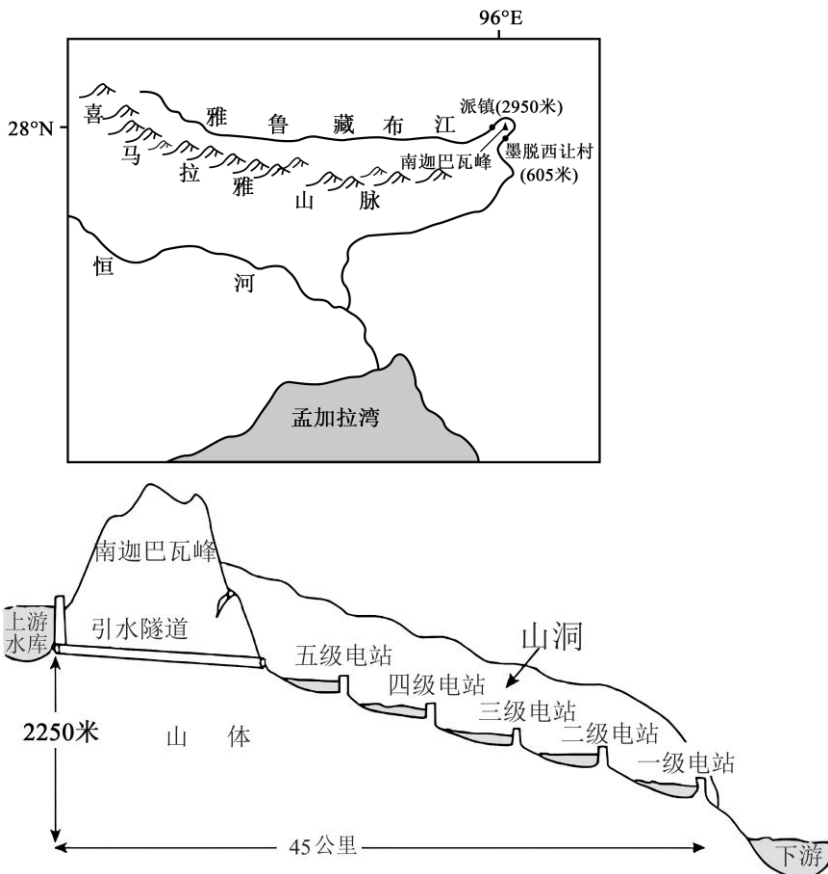 96°E
28°N
喜
马
拉
雅
山
脉
雅鲁藏布江
派镇(2950米)
南迦巴瓦峰
墨脱西让村
(605米)
恒
河
孟加拉湾
南迦巴瓦峰
上游
水库
引水隧道
山洞
五级电站
四级电站
三级电站
二级电站
一级电站
2250米
山体
45公里
下游